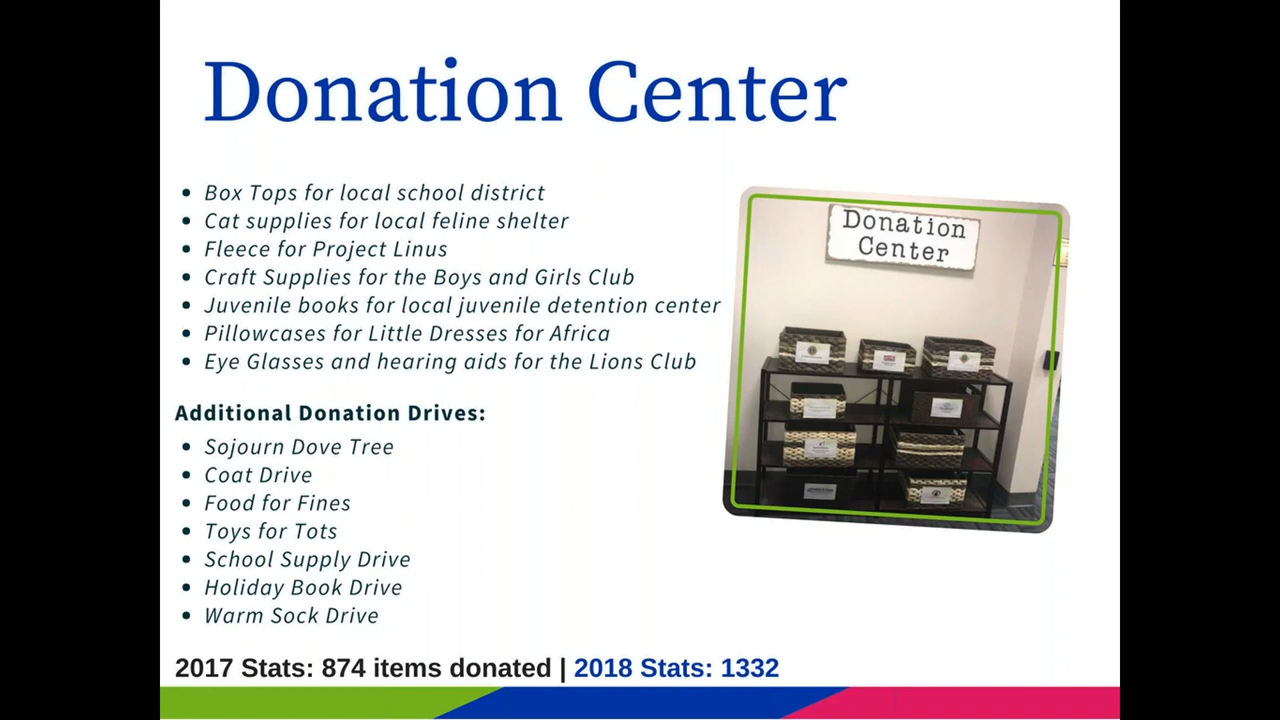 Donation Center
Box Tops for local school district
Cat supplies for local feline shelter
Fleece for Project Linus
Craft Supplies for the Boys and Girls Club
Juvenile books for local juvenile detention center
Pillowcases for Little Dresses for Africa
Eye Glasses and hearing aids for the Lions Club
Additional Donation Drives:
Sojourn Dove Tree
Coat Drive
Food for Fines
Toys for Tots
School Supply Drive
Holiday Book Drive
Warm Sock Drive
2017 Stats: 874 items donated | 2018 Stats: 1332
Donation
Center